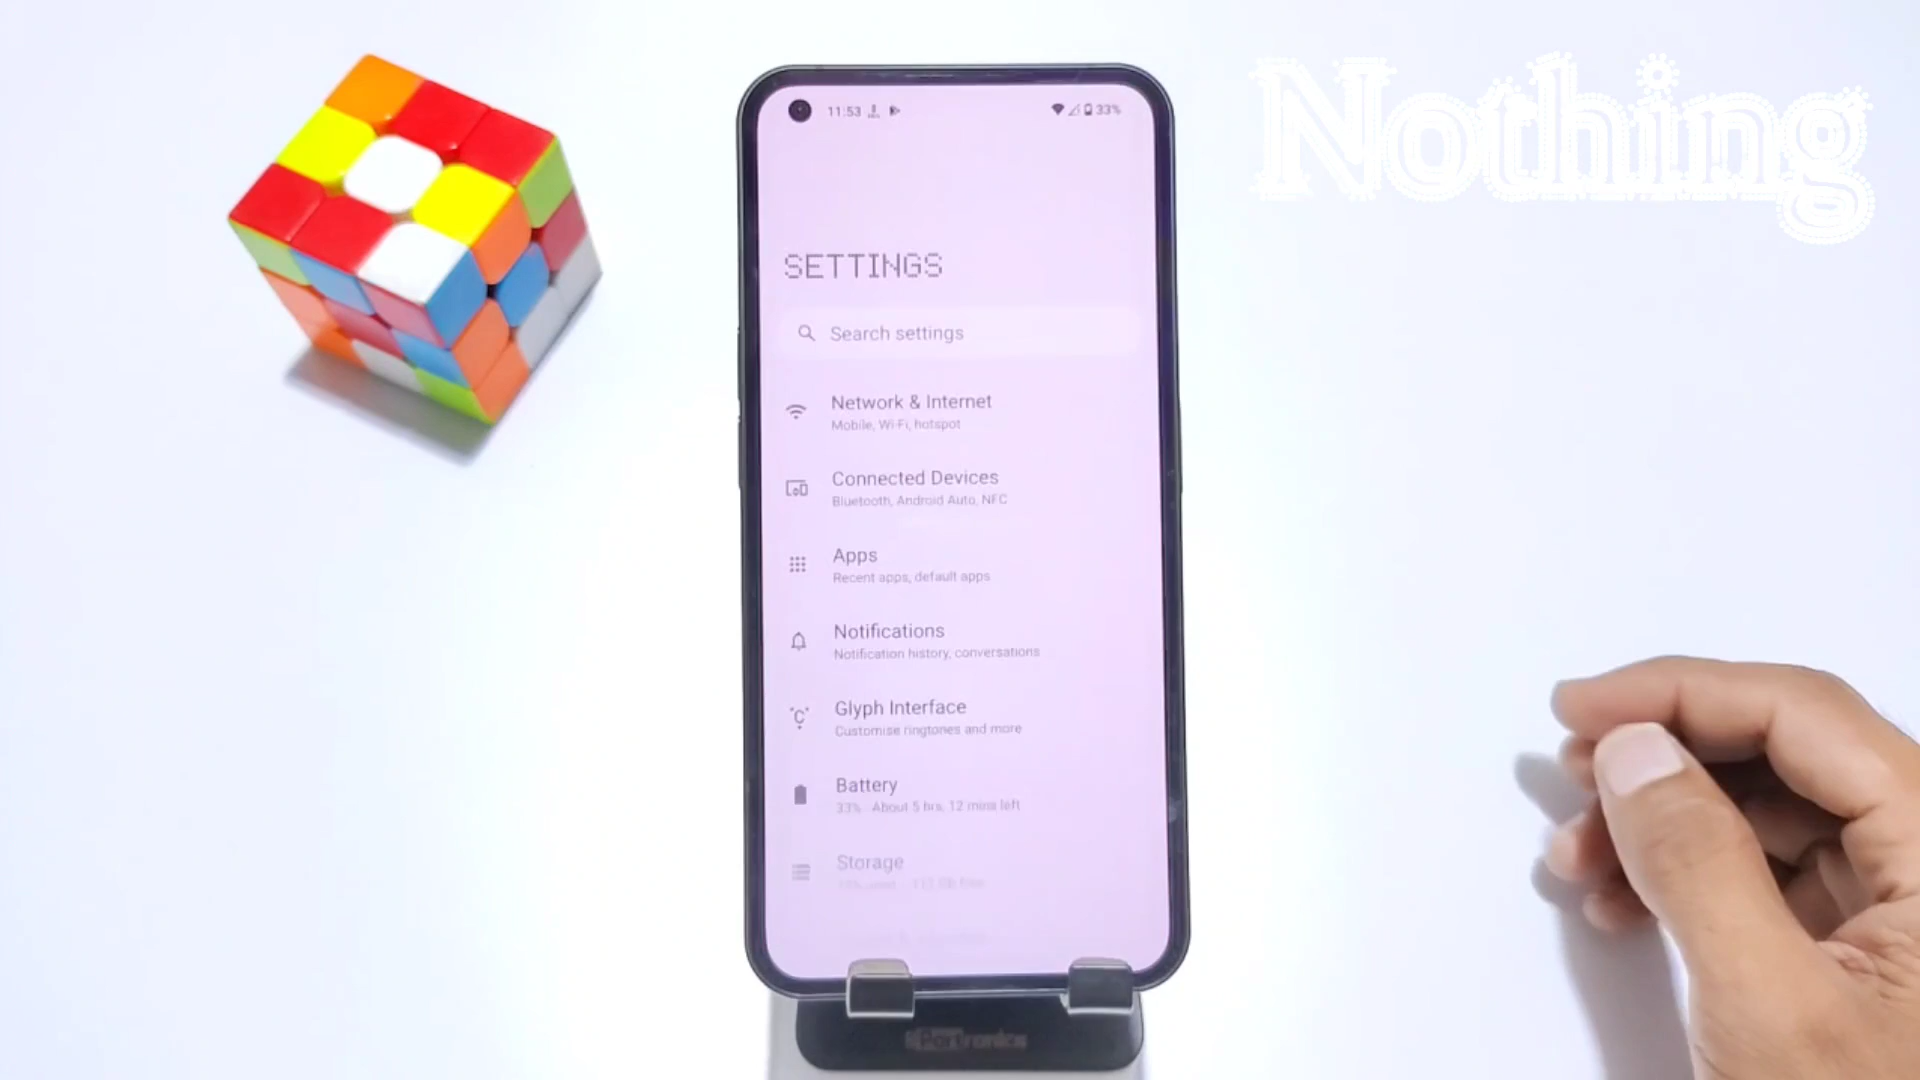 Nothing
11:53
33%
SETTINGS
Search settings
Network & Internet
Mobile, Wi-Fi, hotspot
Connected Devices
Bluetooth, Android Auto, NFC
Apps
Recent apps, default apps
Notifications
Notification history, conversations
Glyph Interface
Customise ringtones and more
Battery
33% · About 5 hrs, 12 mins left
Storage
Portronics